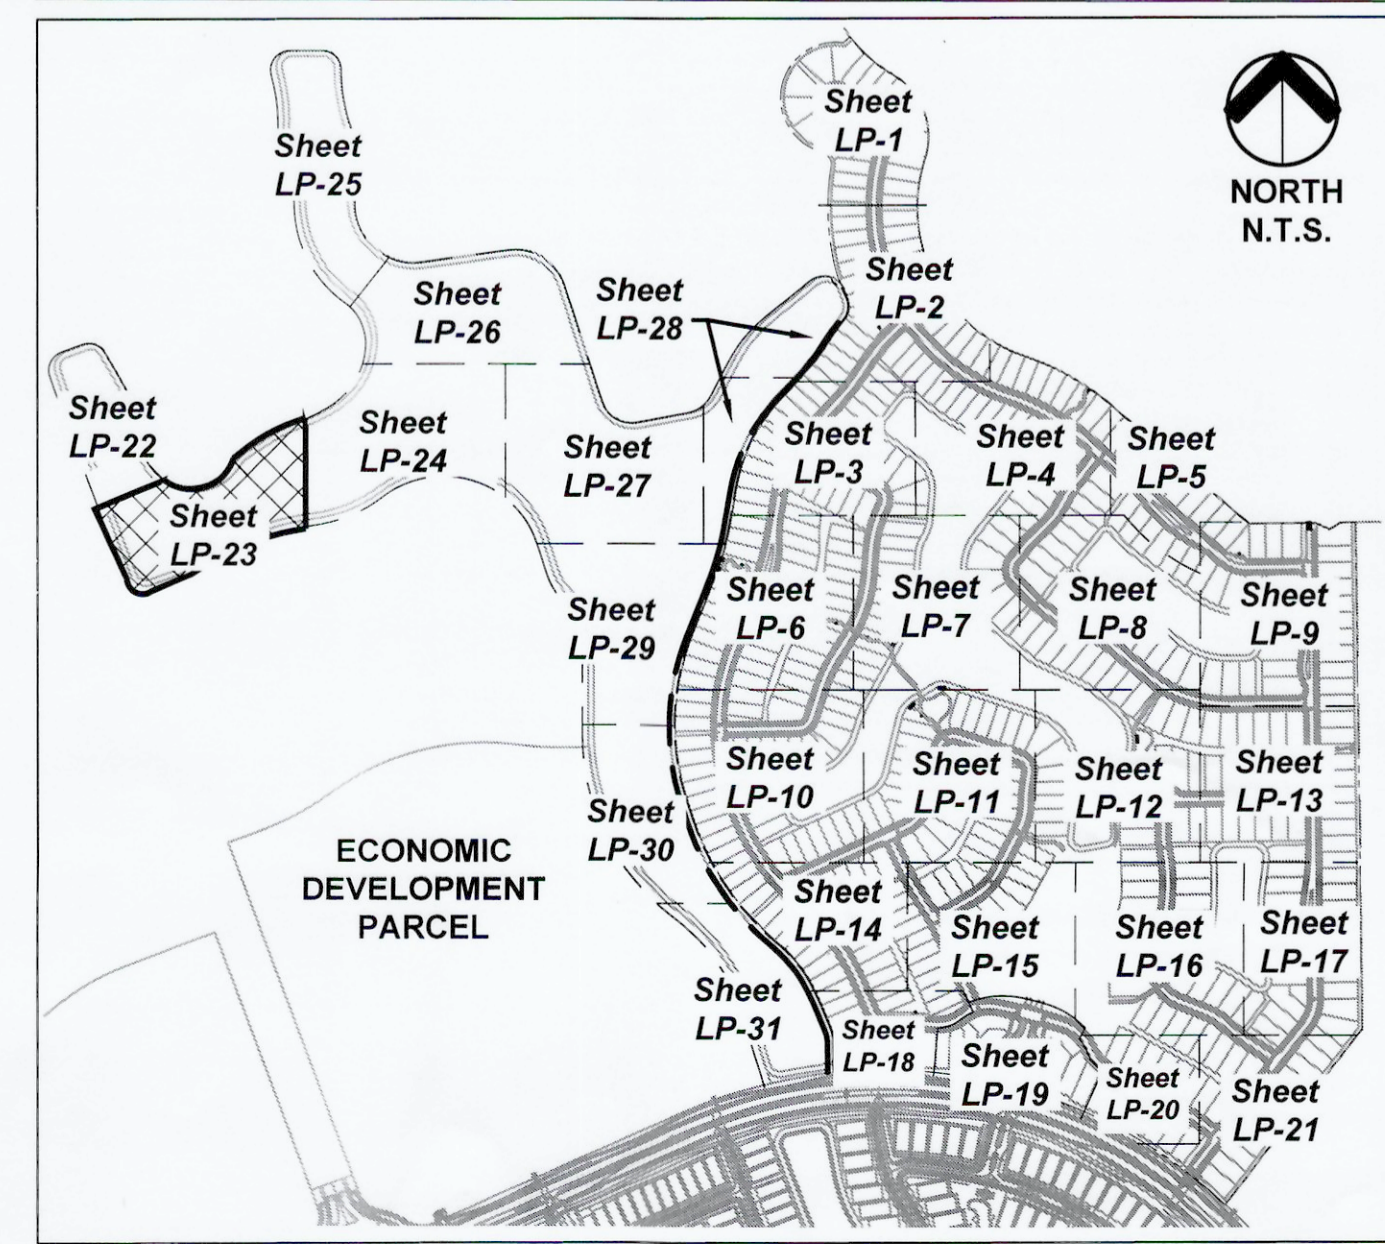 Sheet
LP-1
NORTH
N.T.S.
Sheet
LP-25
Sheet
LP-2
Sheet
LP-26
Sheet
LP-28
Sheet
LP-22
Sheet
LP-24
Sheet
LP-27
Sheet
LP-3
Sheet
LP-4
Sheet
LP-5
Sheet
LP-23
Sheet
LP-29
Sheet
LP-6
Sheet
LP-7
Sheet
LP-8
Sheet
LP-9
Sheet
LP-10
Sheet
LP-11
Sheet
LP-12
Sheet
LP-13
Sheet
LP-30
ECONOMIC
DEVELOPMENT
PARCEL
Sheet
LP-14
Sheet
LP-15
Sheet
LP-16
Sheet
LP-17
Sheet
LP-31
Sheet
LP-18
Sheet
LP-19
Sheet
LP-20
Sheet
LP-21